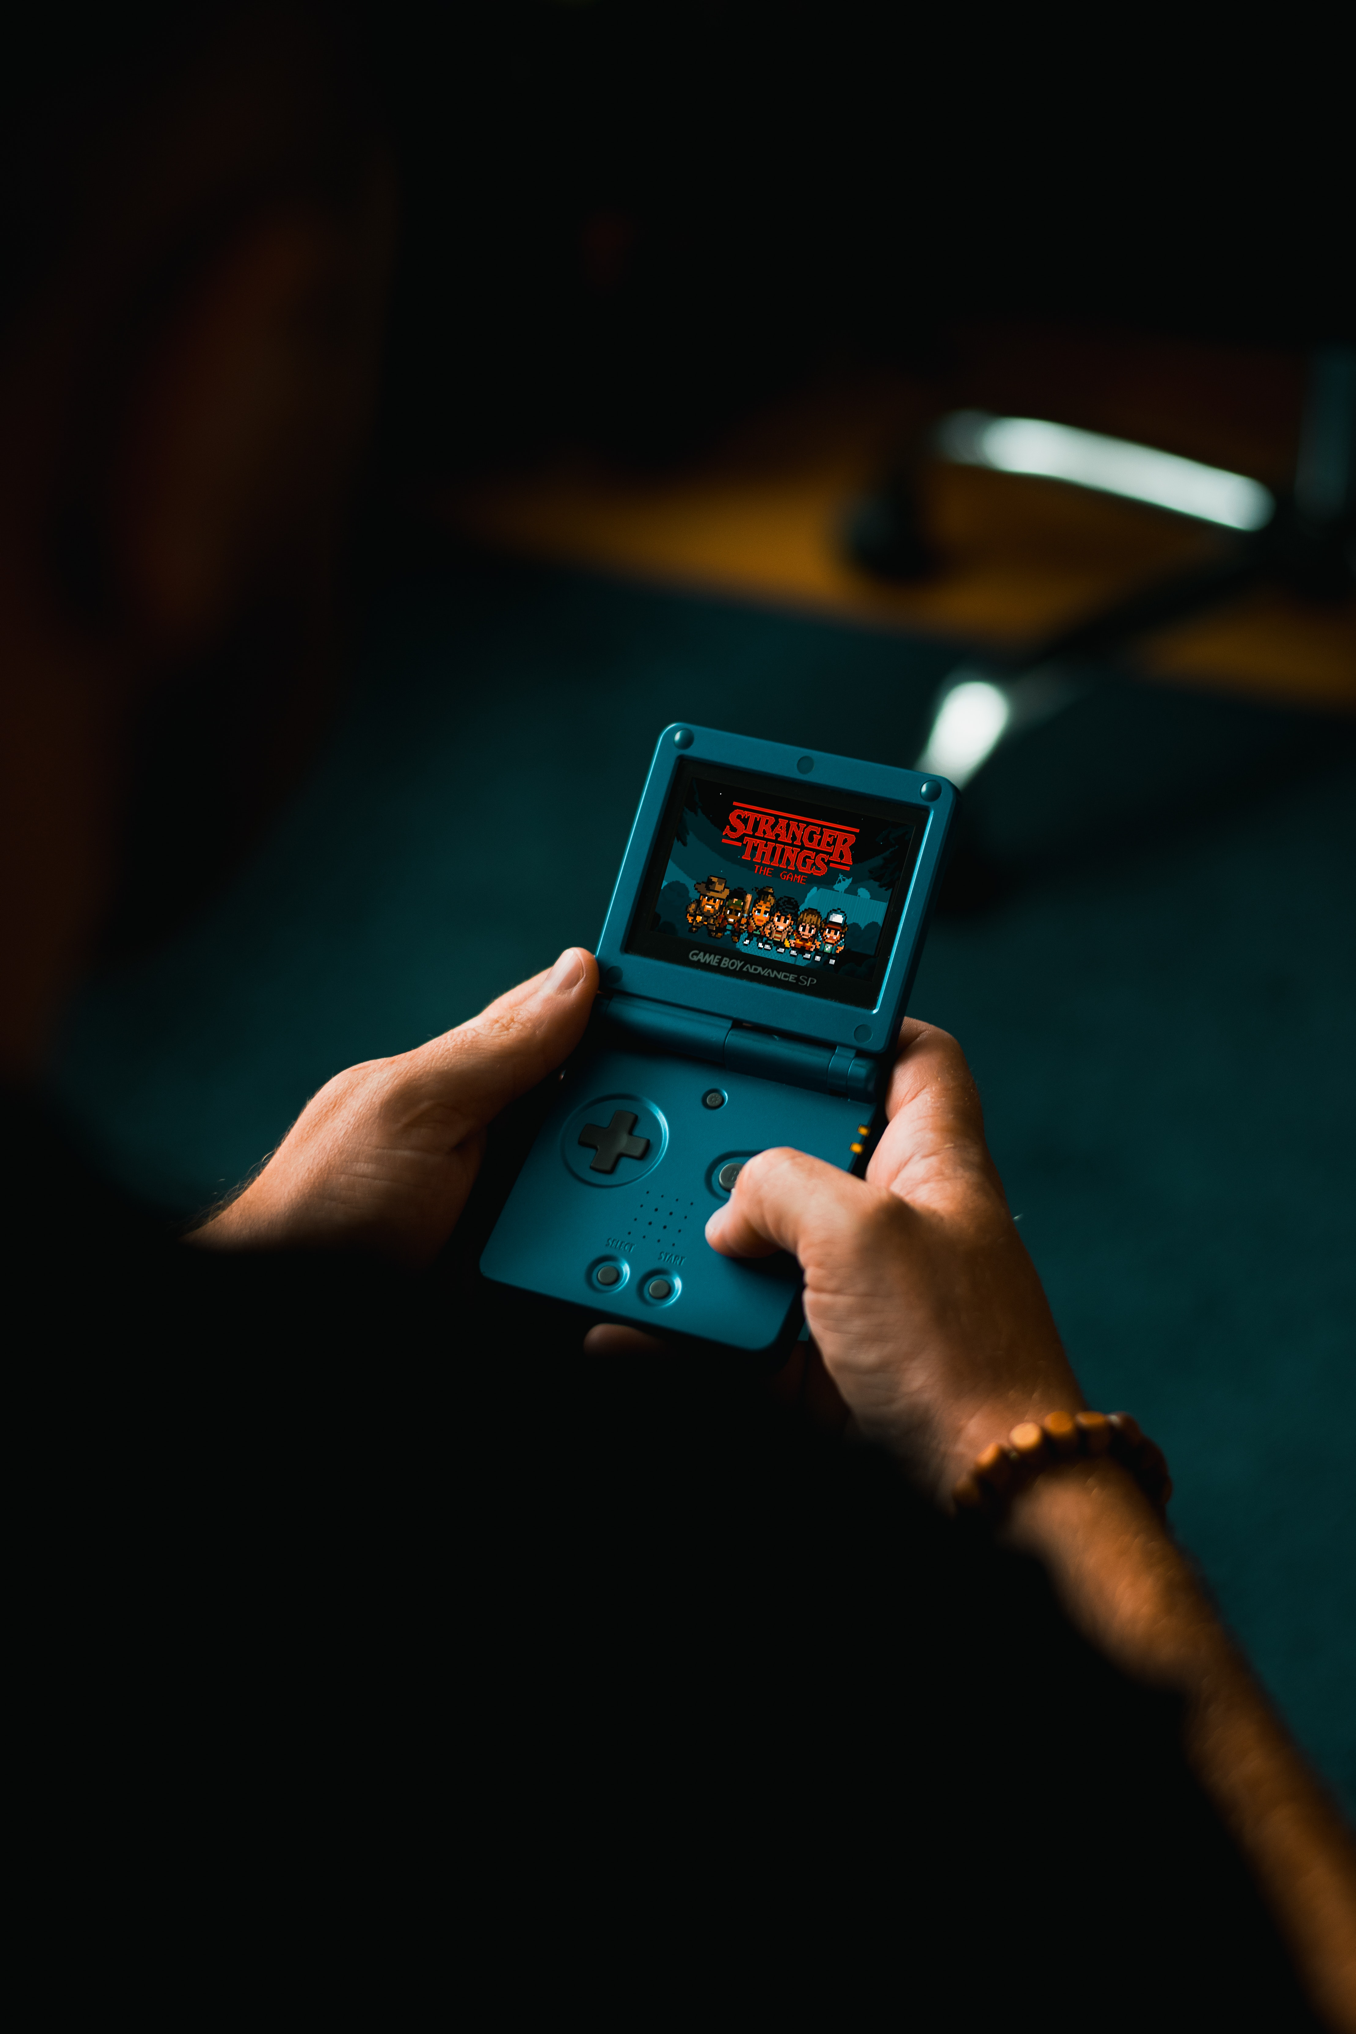 STRANGER
THINGS
THE GAME
GAME BOY ADVANCE SP
SELECT START